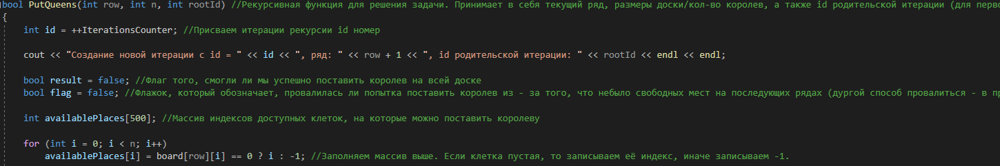 bool PutQueens(int row, int n, int rootId) //Рекурсивная функция для решения задачи. Принимает в себя текущий ряд, размеры доски/кол-во королев, а также id родительской итерации (для
{
int id = ++IterationsCounter; //Присваем итерации рекурсии id номер
cout << "Создание новой итерации с id = " << id << ", ряд: " << row + 1 << ", id родительской итерации: " << rootId << endl << endl;
bool result = false; //Флаг того, смогли ли мы успешно поставить королев на всей доске
bool flag = false; //Флажок, который обозначает, провалилась ли попытка поставить королев из - за того, что небыло свободных мест на последующих рядах (дургой способ провалиться - в
int availablePlaces[500]; //Массив индексов доступных клеток, на которые можно поставить королеву
for (int i = 0; i < n; i++)
availablePlaces[i] = board[row][i] == 0 ? i : -1; //Заполняем массив выше. Если клетка пустая, то записываем её индекс, иначе записываем -1.